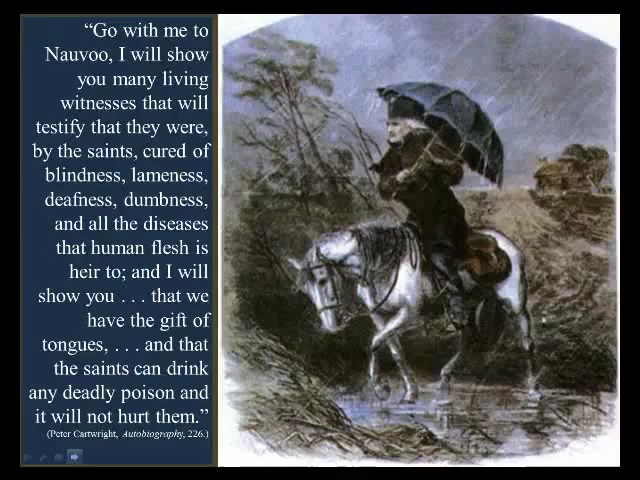 “Go with me to
Nauvoo, I will show
you many living
witnesses that will
testify that they were,
by the saints, cured of
blindness, lameness,
deafness, dumbness,
and all the diseases
that human flesh is
heir to; and I will
show you . . . that we
have the gift of
tongues, . . . and that
the saints can drink
any deadly poison and
it will not hurt them.”
(Peter Cartwright, Autobiography, 226.)